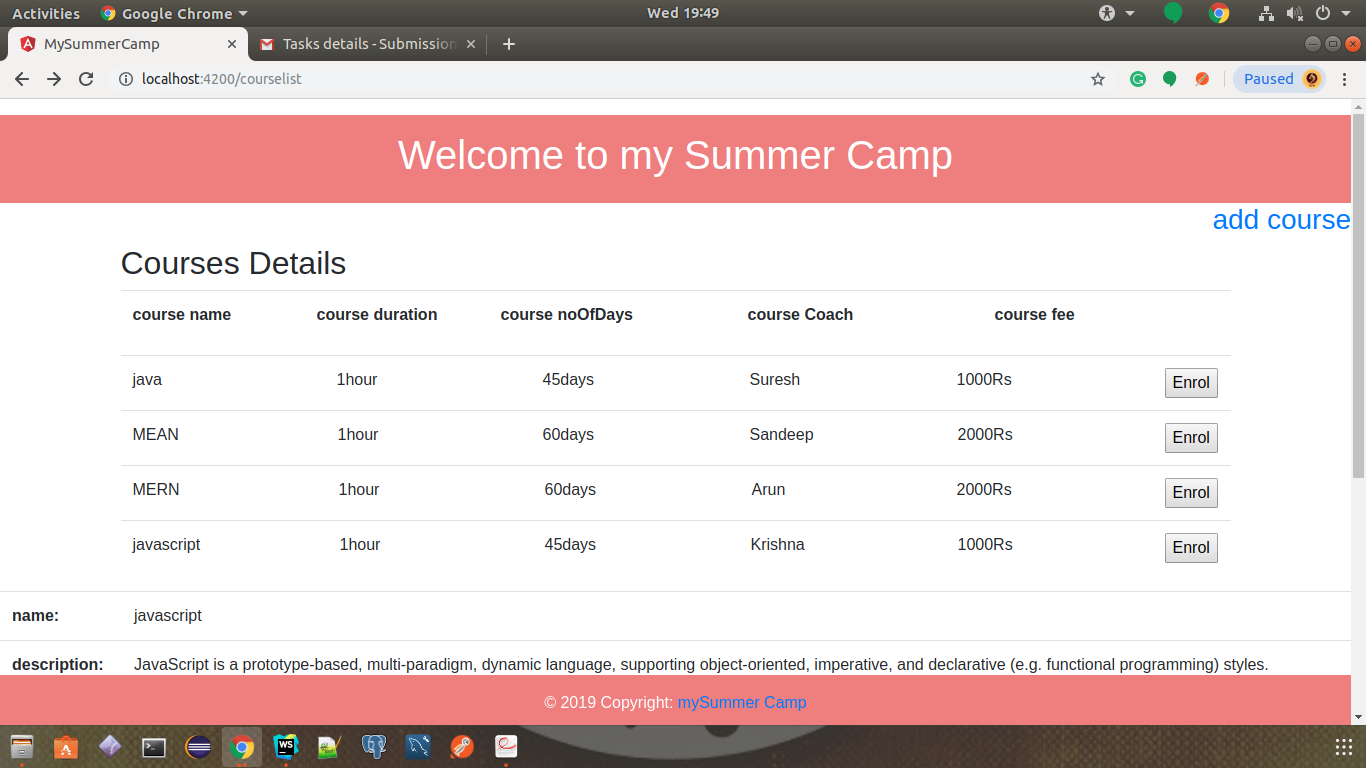 Activities Google Chrome Wed 19:49
MySummerCamp Tasks details - Submission
localhost:4200/courselist Paused
Welcome to my Summer Camp
add course
Courses Details
course name course duration course noOfDays course Coach course fee
java 1hour 45days Suresh 1000Rs Enrol
MEAN 1hour 60days Sandeep 2000Rs Enrol
MERN 1hour 60days Arun 2000Rs Enrol
javascript 1hour 45days Krishna 1000Rs Enrol
name: javascript
description: JavaScript is a prototype-based, multi-paradigm, dynamic language, supporting object-oriented, imperative, and declarative (e.g. functional programming) styles.
© 2019 Copyright: mySummer Camp
WS